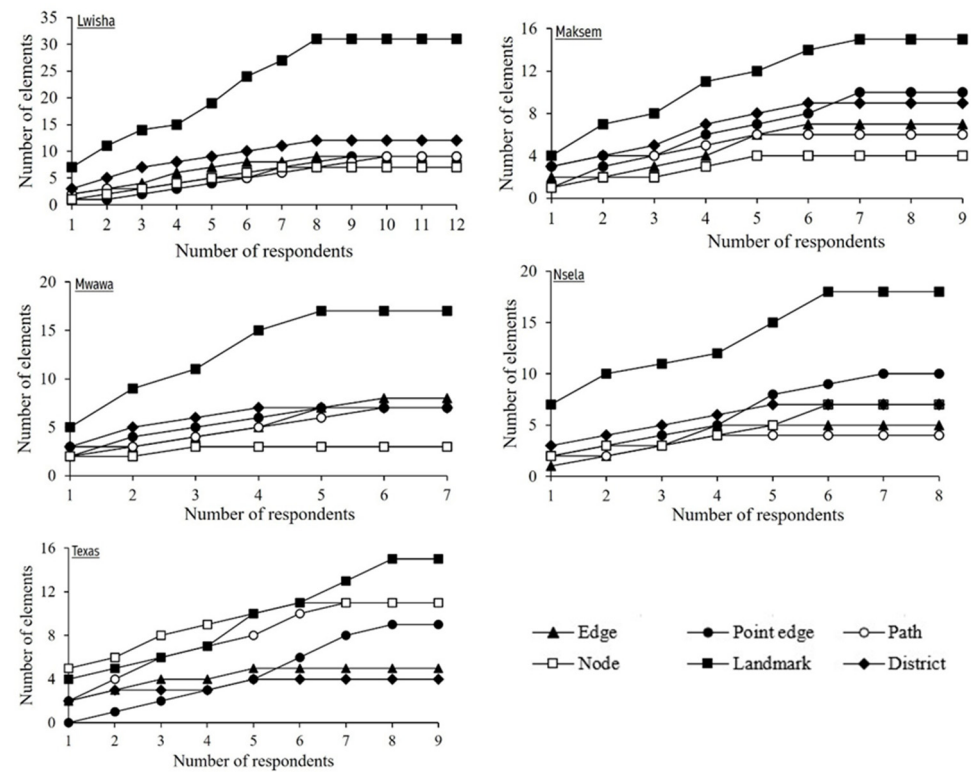 Lwisha
35
30
25
20
15
10
5
0
Number of elements
1 2 3 4 5 6 7 8 9 10 11 12
Number of respondents
Maksem
16
12
8
4
0
Number of elements
1 2 3 4 5 6 7 8 9
Number of respondents
Mwawa
20
15
10
5
0
Number of elements
1 2 3 4 5 6 7
Number of respondents
Nsela
20
15
10
5
0
Number of elements
1 2 3 4 5 6 7 8
Number of respondents
Texas
16
12
8
4
0
Number of elements
1 2 3 4 5 6 7 8 9
Number of respondents
Edge Point edge Path
Node Landmark District